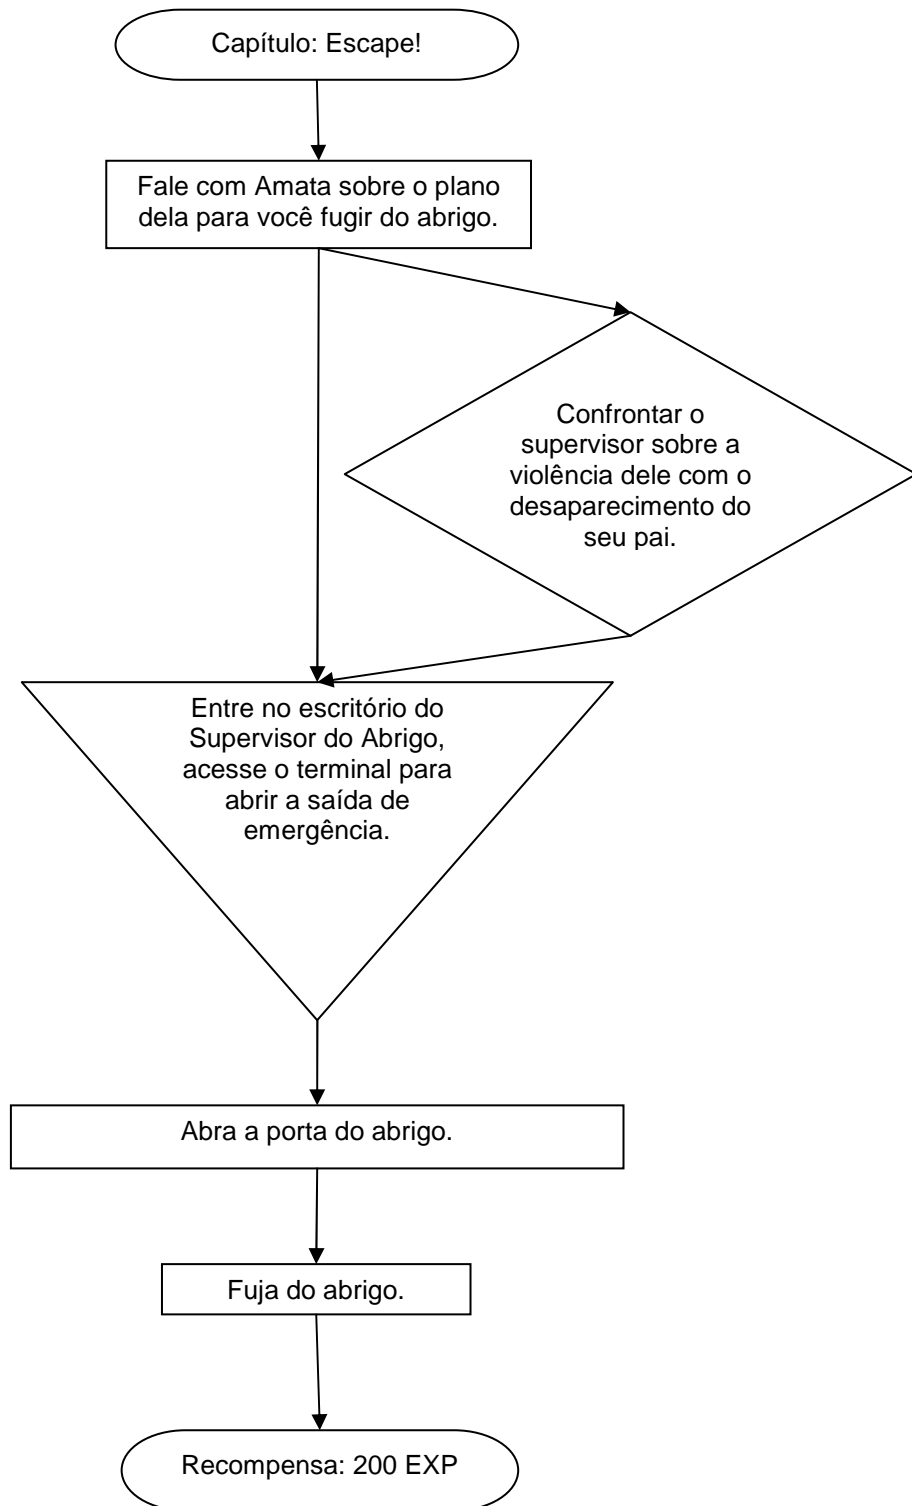 Capítulo: Escape!
Fale com Amata sobre o plano
dela para você fugir do abrigo.
Confrontar o
supervisor sobre a
violência dele com o
desaparecimento do
seu pai.
Entre no escritório do
Supervisor do Abrigo,
acesse o terminal para
abrir a saída de
emergência.
Abra a porta do abrigo.
Fuja do abrigo.
Recompensa: 200 EXP